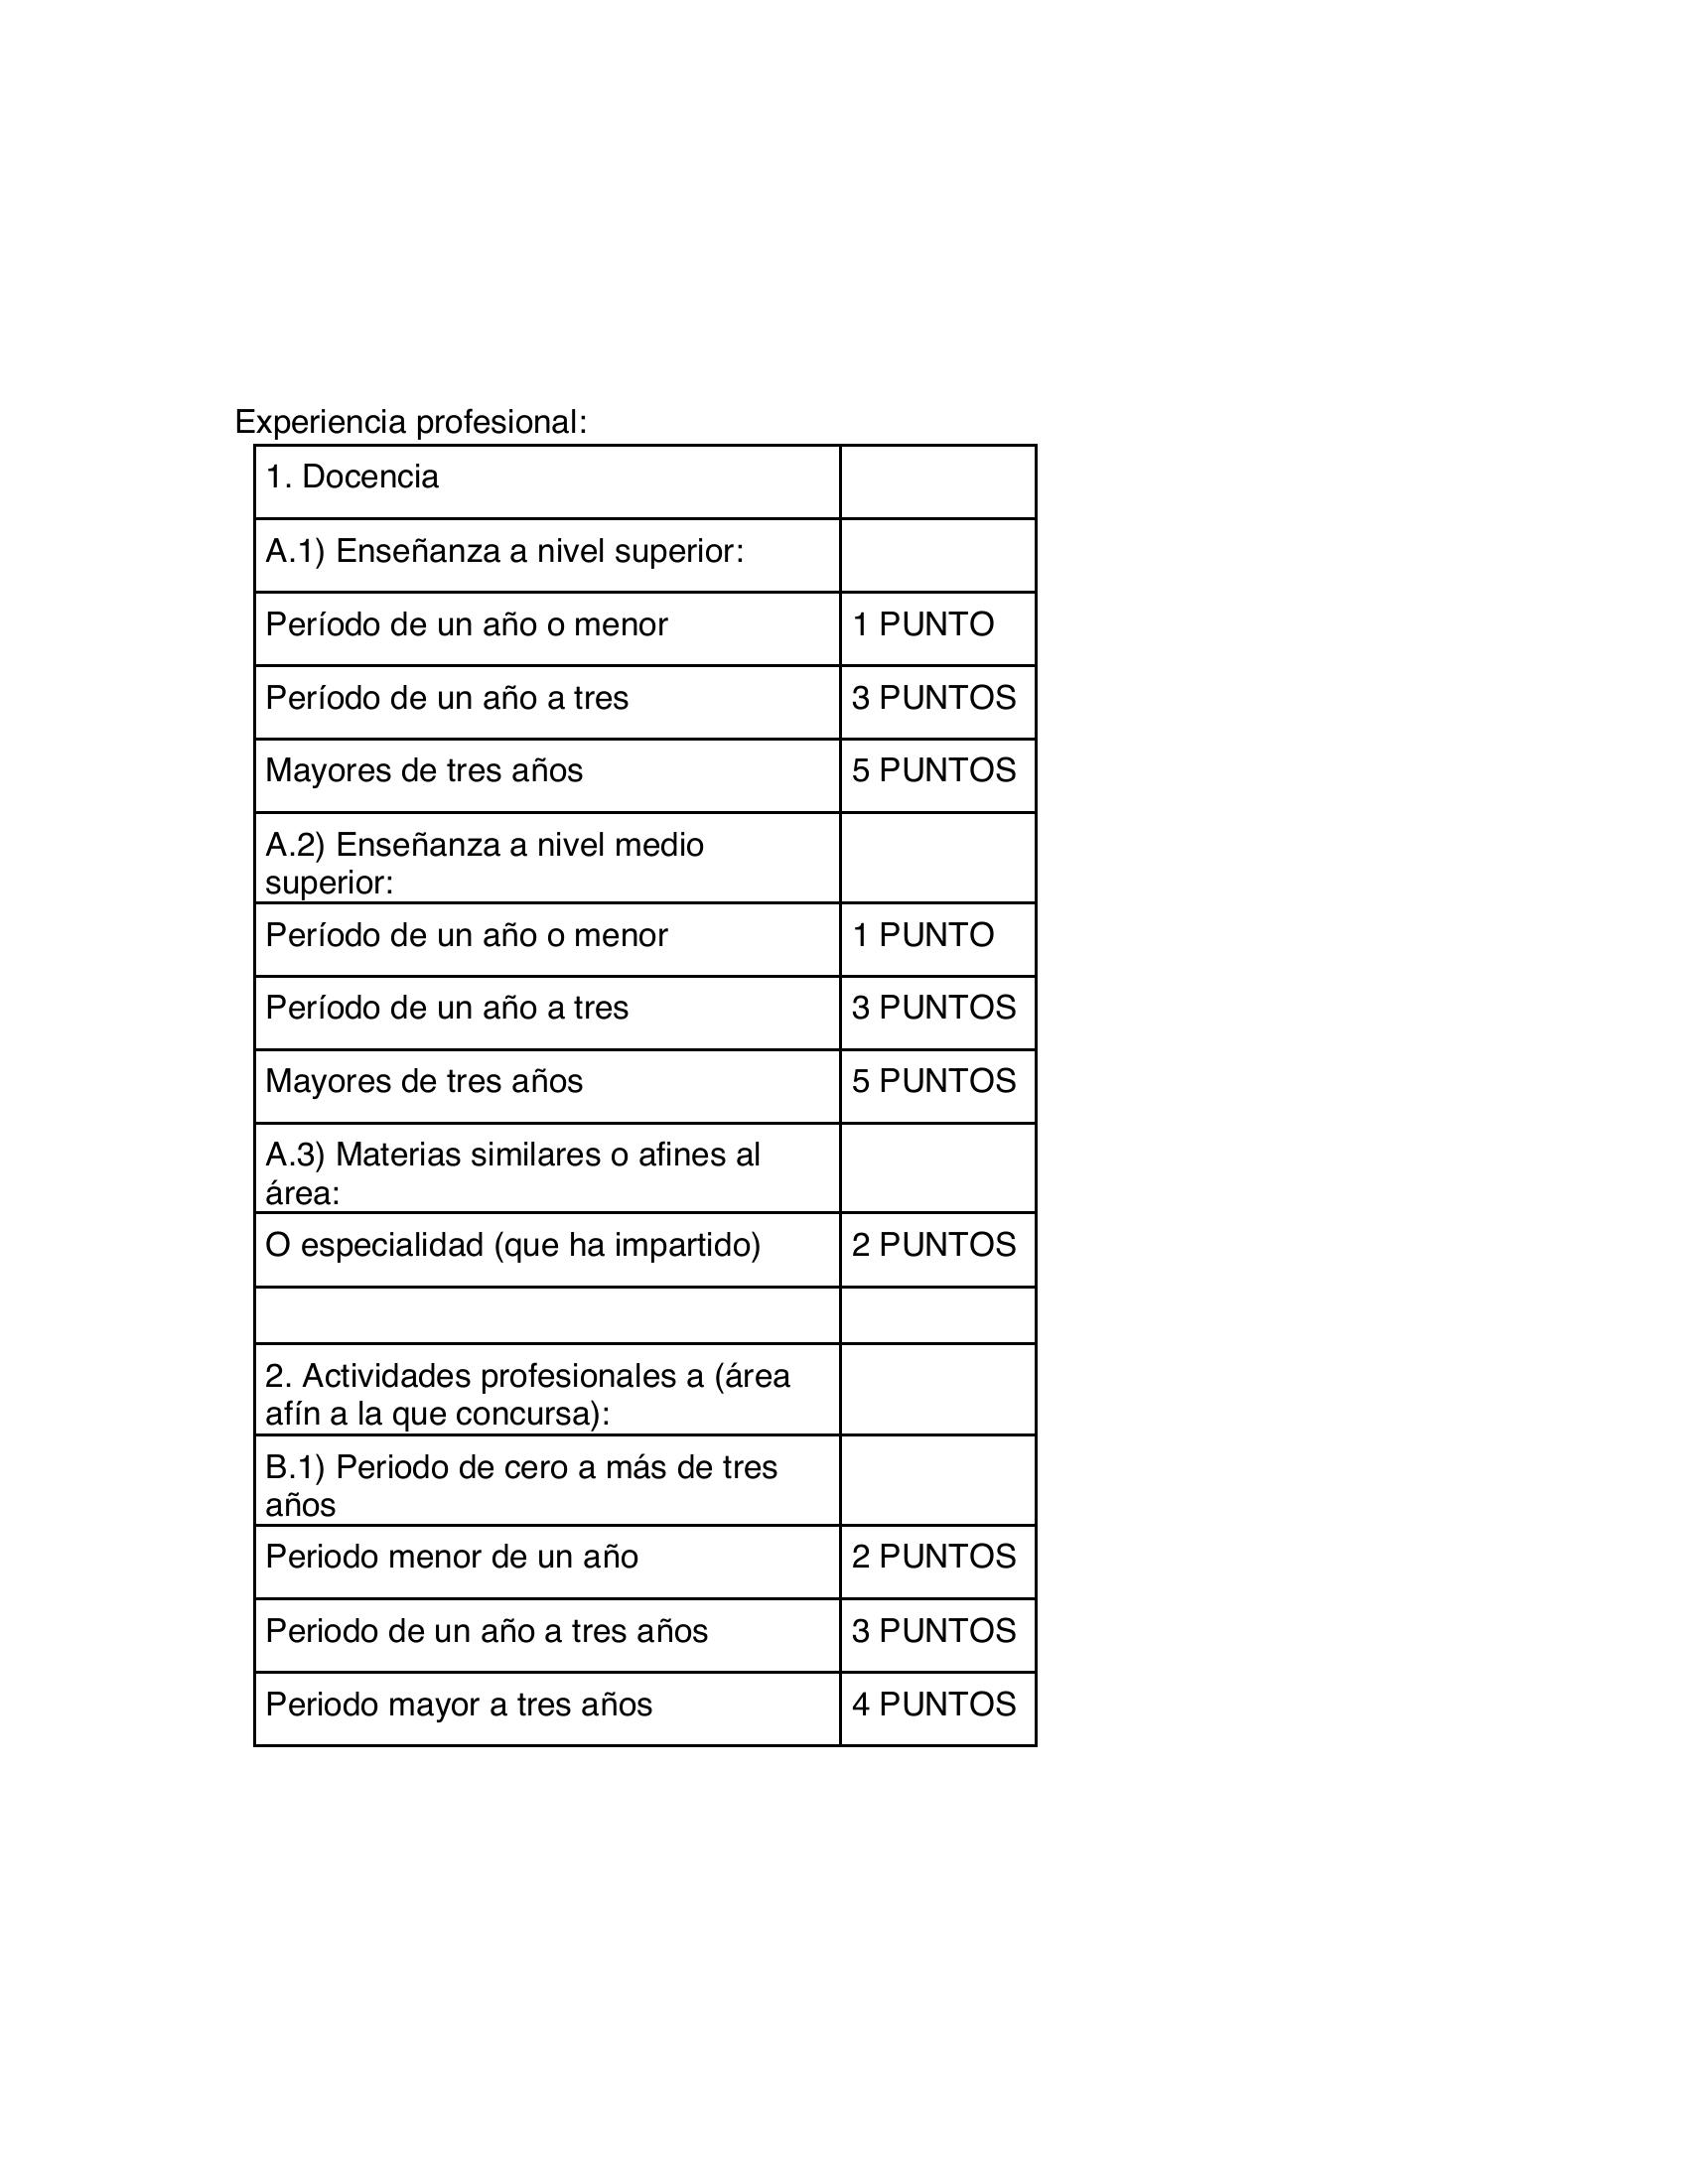 Experiencia profesional:
1. Docencia
A.1) Enseñanza a nivel superior:
Período de un año o menor 1 PUNTO
Período de un año a tres 3 PUNTOS
Mayores de tres años 5 PUNTOS
A.2) Enseñanza a nivel medio
superior:
Período de un año o menor 1 PUNTO
Período de un año a tres 3 PUNTOS
Mayores de tres años 5 PUNTOS
A.3) Materias similares o afines al
área:
O especialidad (que ha impartido) 2 PUNTOS
2. Actividades profesionales a (área
afín a la que concursa):
B.1) Periodo de cero a más de tres
años
Periodo menor de un año 2 PUNTOS
Periodo de un año a tres años 3 PUNTOS
Periodo mayor a tres años 4 PUNTOS